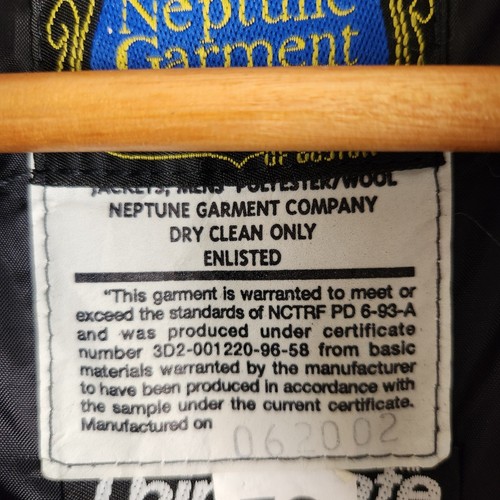 Neptune
Garment
OF BOSTON
JACKETS, MENS POLYESTER/WOOL
NEPTUNE GARMENT COMPANY
DRY CLEAN ONLY
ENLISTED
"This garment is warranted to meet or
exceed the standards of NCTRF PD 6-93-A
and was produced under certificate
number 3D2-001220-96-58 from basic
materials warranted by the manufacturer
to have been produced in accordance with
the sample under the current certificate.
Manufactured on 062002